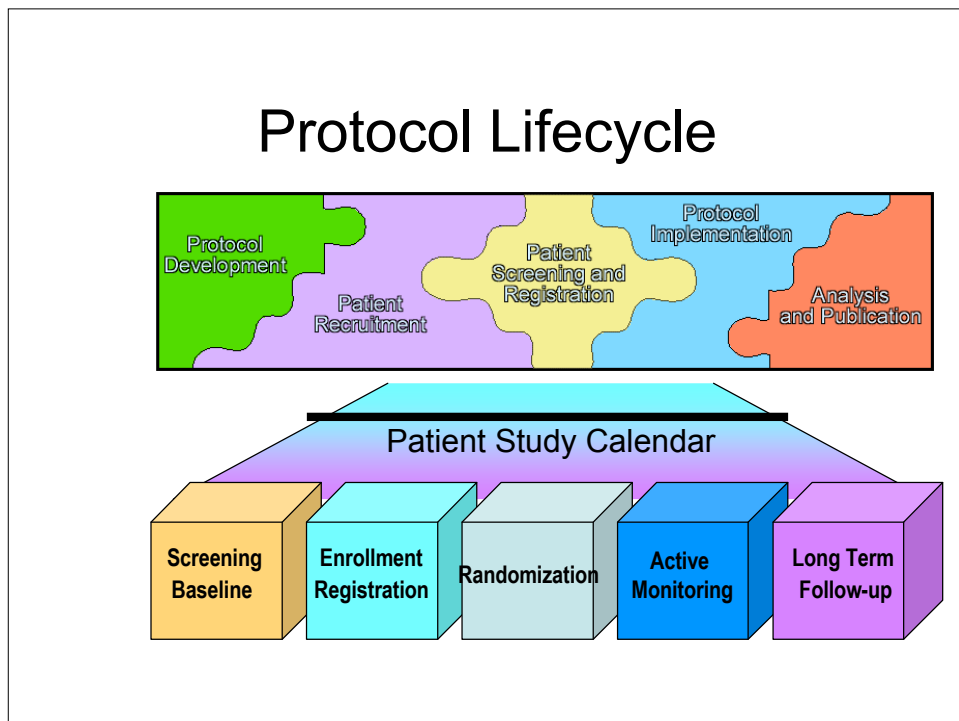 Protocol Lifecycle
Protocol
Development
Patient
Recruitment
Patient
Screening and
Registration
Protocol
Implementation
Analysis
and Publication
Patient Study Calendar
Screening
Baseline
Enrollment
Registration
Randomization
Active
Monitoring
Long Term
Follow-up